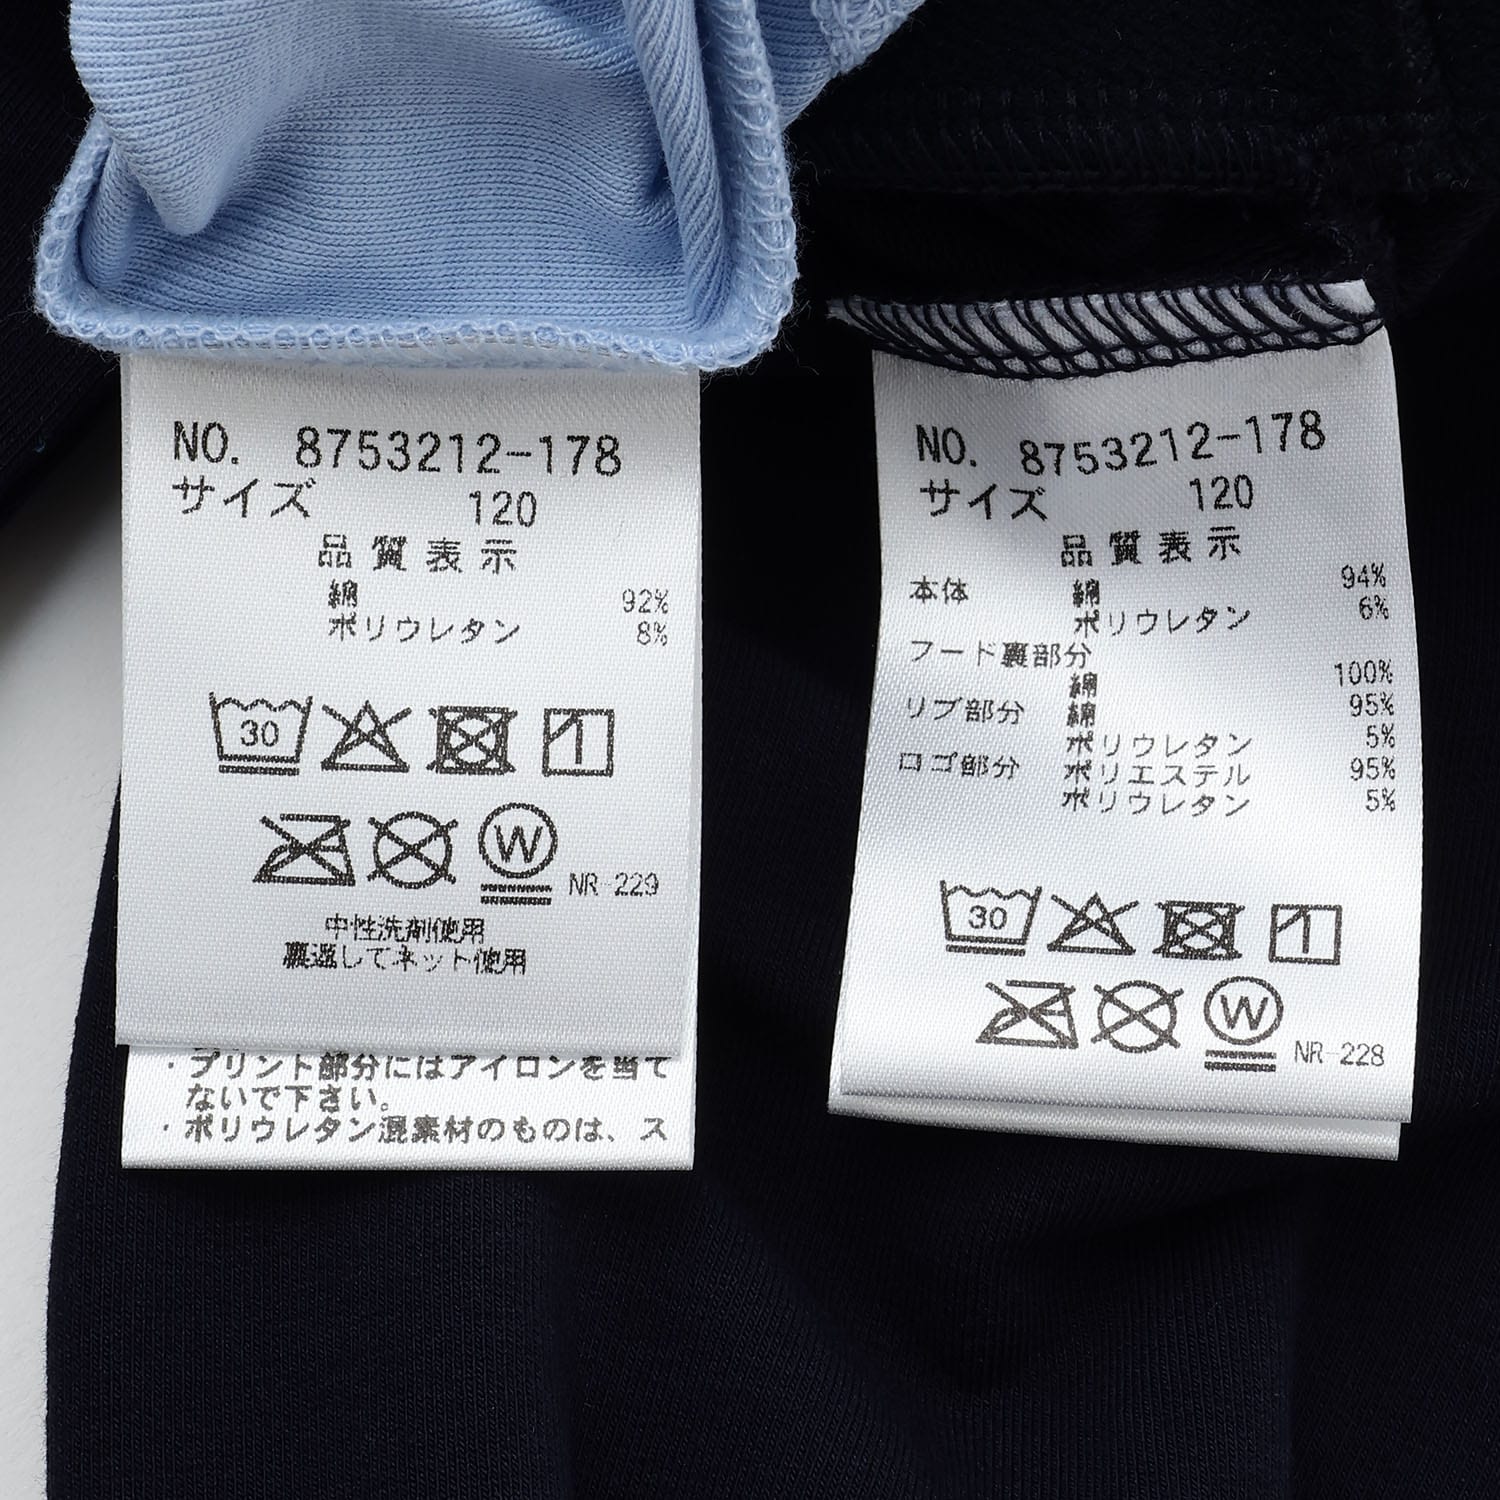 NO. 8753212-178
サイズ 120
品質表示
綿 92%
ポリウレタン 8%
30
W
NR-229
中性洗剤使用
裏返してネット使用
・プリント部分にはアイロンを当て
ないで下さい。
・ポリウレタン混素材のものは、ス
NO. 8753212-178
サイズ 120
品質表示
本体 綿 94%
ポリウレタン 6%
フード裏部分
綿 100%
リブ部分 綿 95%
ポリウレタン 5%
ロゴ部分 ポリエステル 95%
ポリウレタン 5%
30
W
NR-228